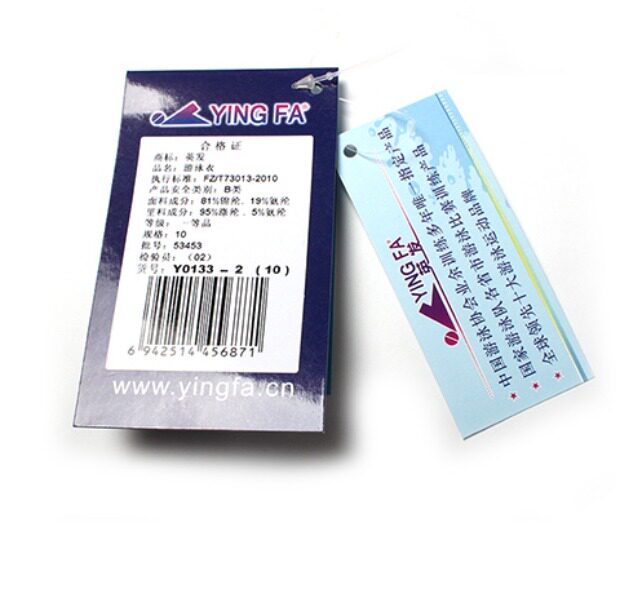 YING FA®
合格证
商标：英发
品名：游泳衣
执行标准：FZ/T73013-2010
产品安全类别：B类
面料成分：81%锦纶、19%氨纶
里料成分：95%涤纶、5%氨纶
等级：一等品
规格：10
批号：53453
检验员：（02）
货号：Y0133-2 (10)
6 942514 456871
www.yingfa.cn
YING FA®
英发
★中国游泳协会业余训练多年唯一指定产品
★国家游泳队各省市游泳比赛训练产品
★全球领先十大游泳运动品牌